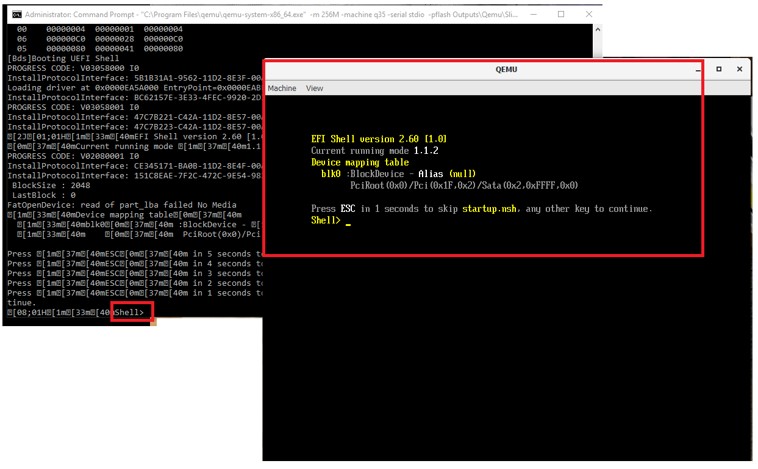 Administrator: Command Prompt - "C:\Program Files\qemu\qemu-system-x86_64.exe" -m 256M -machine q35 -serial stdio -pflash Outputs\Qemu\Sli...
00 00000004 00000001 00000004
06 000000C0 00000028 000000C0
05 00000080 00000041 00000080
[Bds]Booting UEFI Shell
PROGRESS CODE: V03058000 I0
InstallProtocolInterface: 5B1B31A1-9562-11D2-8E3F-00A
Loading driver at 0x0000EA5A000 EntryPoint=0x0000EAB
InstallProtocolInterface: BC62157E-3E33-4FEC-9920-2D
PROGRESS CODE: V03058001 I0
InstallProtocolInterface: 47C7B221-C42A-11D2-8E57-00A
InstallProtocolInterface: 47C7B223-C42A-11D2-8E57-00A
[2J[01;01H[1m[33m[40mEFI Shell version 2.60 [1.
[0m[37m[40mCurrent running mode [1m[37m[40m1.1
PROGRESS CODE: V02080001 I0
InstallProtocolInterface: CE345171-BA0B-11D2-8E4F-00A
InstallProtocolInterface: 151C8EAE-7F2C-472C-9E54-98
BlockSize : 2048
LastBlock : 0
FatOpenDevice: read of part_lba failed No Media
[1m[33m[40mDevice mapping table[0m[37m[40m
[1m[33m[40mblk0[0m[37m[40m :BlockDevice - [
[1m[33m[40m [0m[37m[40m PciRoot(0x0)/Pci
Press [1m[37m[40mESC[0m[37m[40m in 5 seconds to
Press [1m[37m[40mESC[0m[37m[40m in 4 seconds to
Press [1m[37m[40mESC[0m[37m[40m in 3 seconds to
Press [1m[37m[40mESC[0m[37m[40m in 2 seconds to
Press [1m[37m[40mESC[0m[37m[40m in 1 seconds to
tinue.
[08;01H[1m[33m[40mShell>
QEMU
Machine View
EFI Shell version 2.60 [1.0]
Current running mode 1.1.2
Device mapping table
blk0 :BlockDevice - Alias (null)
PciRoot(0x0)/Pci(0x1F,0x2)/Sata(0x2,0xFFFF,0x0)
Press ESC in 1 seconds to skip startup.nsh, any other key to continue.
Shell> _